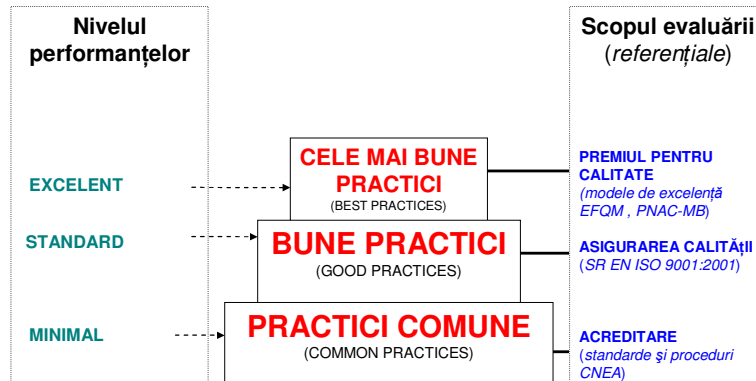 Nivelul
performanțelor
EXCELENT
STANDARD
MINIMAL
CELE MAI BUNE
PRACTICI
(BEST PRACTICES)
BUNE PRACTICI
(GOOD PRACTICES)
PRACTICI COMUNE
(COMMON PRACTICES)
Scopul evaluării
(referențiale)
PREMIUL PENTRU
CALITATE
(modele de excelență
EFQM , PNAC-MB)
ASIGURAREA CALITĂțII
(SR EN ISO 9001:2001)
ACREDITARE
(standarde şi proceduri
CNEA)